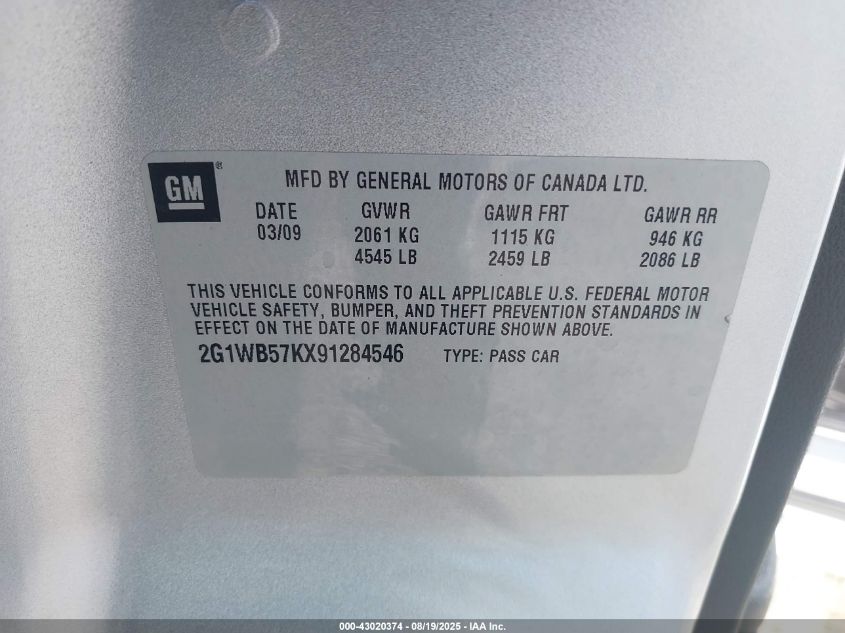 GM
MFD BY GENERAL MOTORS OF CANADA LTD.
DATE GVWR GAWR FRT GAWR RR
03/09 2061 KG 1115 KG 946 KG
4545 LB 2459 LB 2086 LB
THIS VEHICLE CONFORMS TO ALL APPLICABLE U.S. FEDERAL MOTOR
VEHICLE SAFETY, BUMPER, AND THEFT PREVENTION STANDARDS IN
EFFECT ON THE DATE OF MANUFACTURE SHOWN ABOVE.
2G1WB57KX91284546 TYPE: PASS CAR
000-43020374 - 08/19/2025 - IAA Inc.